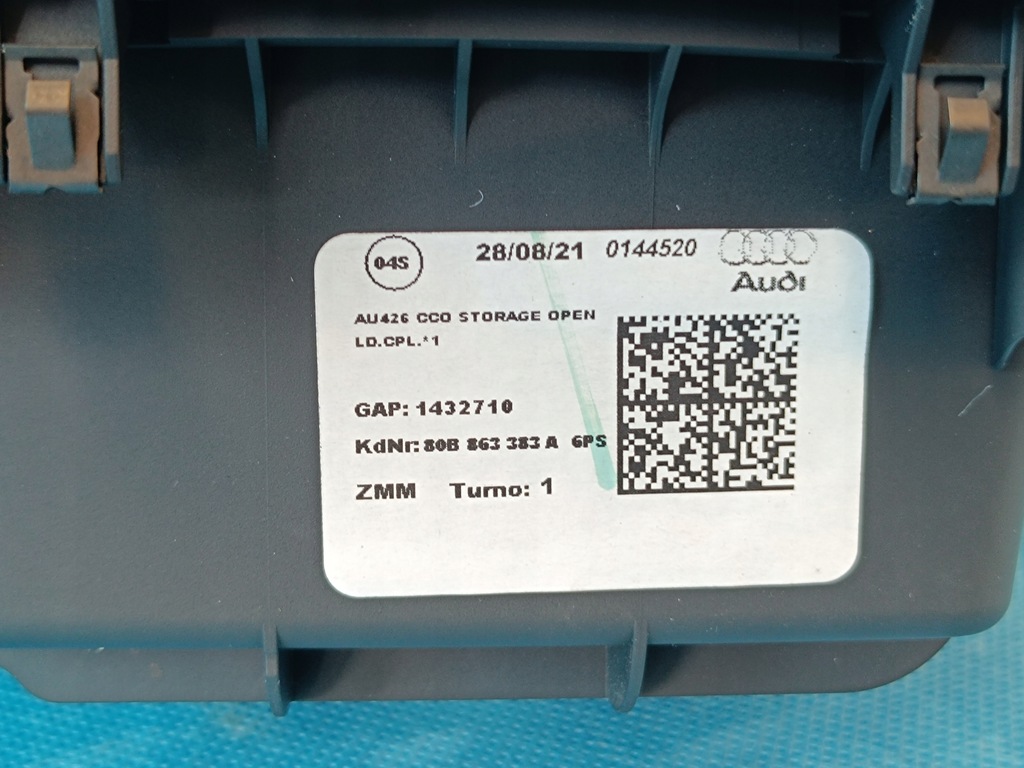 04S 28/08/21 0144520
Audi
AU426 CCO STORAGE OPEN
LD.CPL.*1
GAP: 1432710
KdNr: 80B 863 383 A 6PS
ZMM Turno: 1